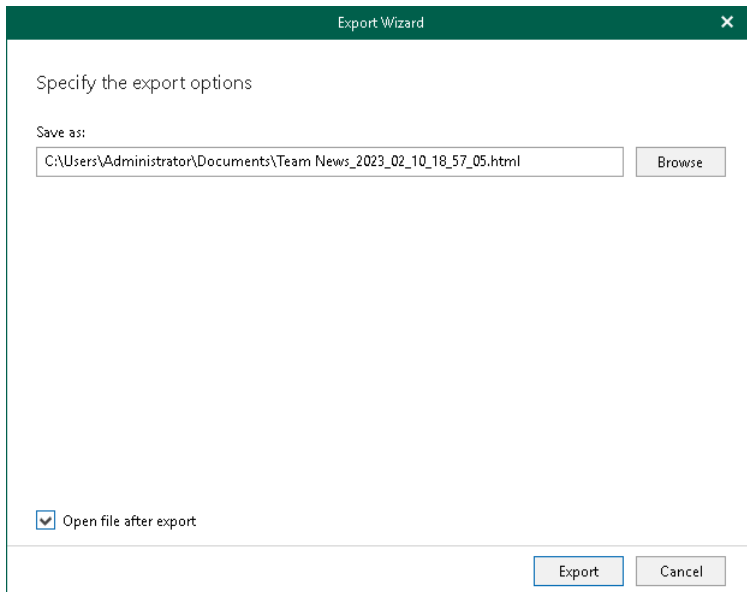 Export Wizard
Specify the export options
Save as:
C:\Users\Administrator\Documents\Team News_2023_02_10_18_57_05.html
Browse
Open file after export
Export
Cancel